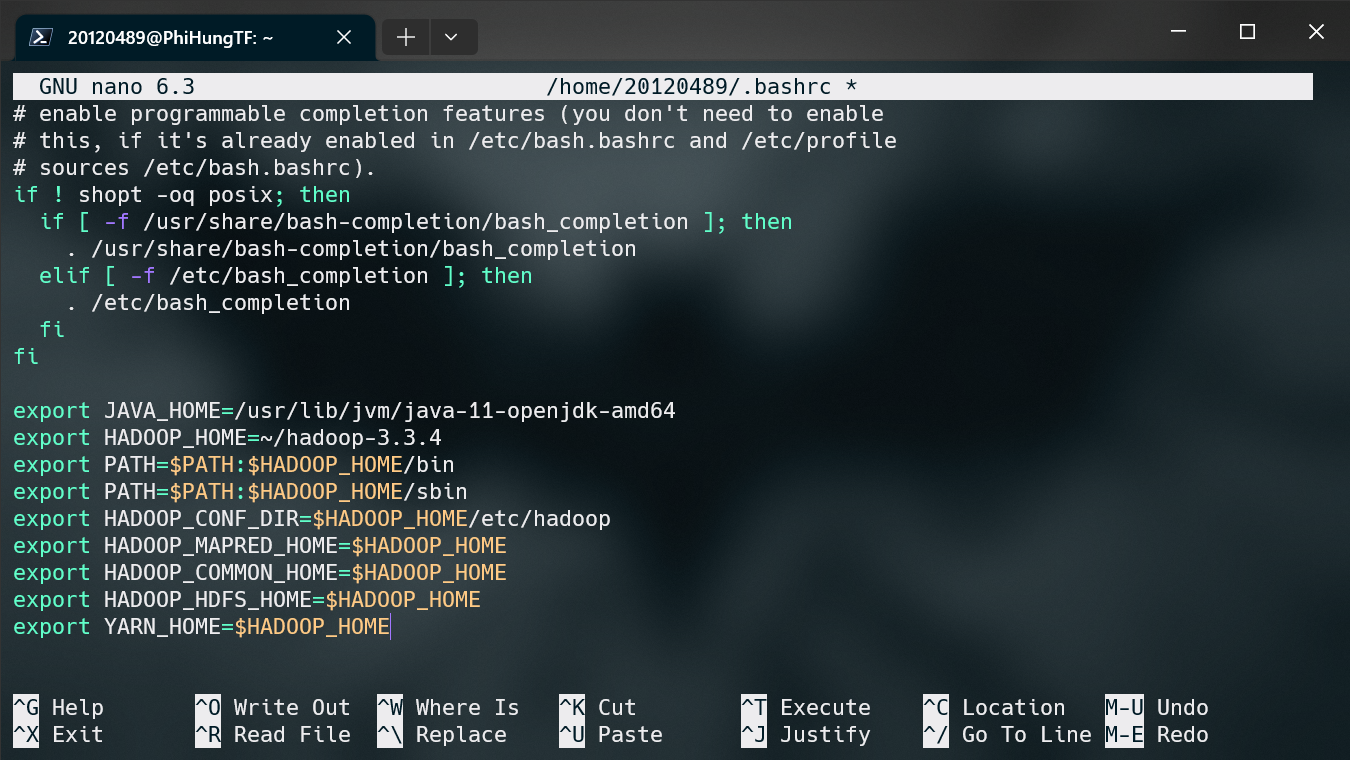 20120489@PhiHungTF: ~
GNU nano 6.3 /home/20120489/.bashrc *
# enable programmable completion features (you don't need to enable
# this, if it's already enabled in /etc/bash.bashrc and /etc/profile
# sources /etc/bash.bashrc).
if ! shopt -oq posix; then
  if [ -f /usr/share/bash-completion/bash_completion ]; then
    . /usr/share/bash-completion/bash_completion
  elif [ -f /etc/bash_completion ]; then
    . /etc/bash_completion
  fi
fi

export JAVA_HOME=/usr/lib/jvm/java-11-openjdk-amd64
export HADOOP_HOME=~/hadoop-3.3.4
export PATH=$PATH:$HADOOP_HOME/bin
export PATH=$PATH:$HADOOP_HOME/sbin
export HADOOP_CONF_DIR=$HADOOP_HOME/etc/hadoop
export HADOOP_MAPRED_HOME=$HADOOP_HOME
export HADOOP_COMMON_HOME=$HADOOP_HOME
export HADOOP_HDFS_HOME=$HADOOP_HOME
export YARN_HOME=$HADOOP_HOME

^G Help ^O Write Out ^W Where Is ^K Cut ^T Execute ^C Location M-U Undo
^X Exit ^R Read File ^\ Replace ^U Paste ^J Justify ^/ Go To Line M-E Redo